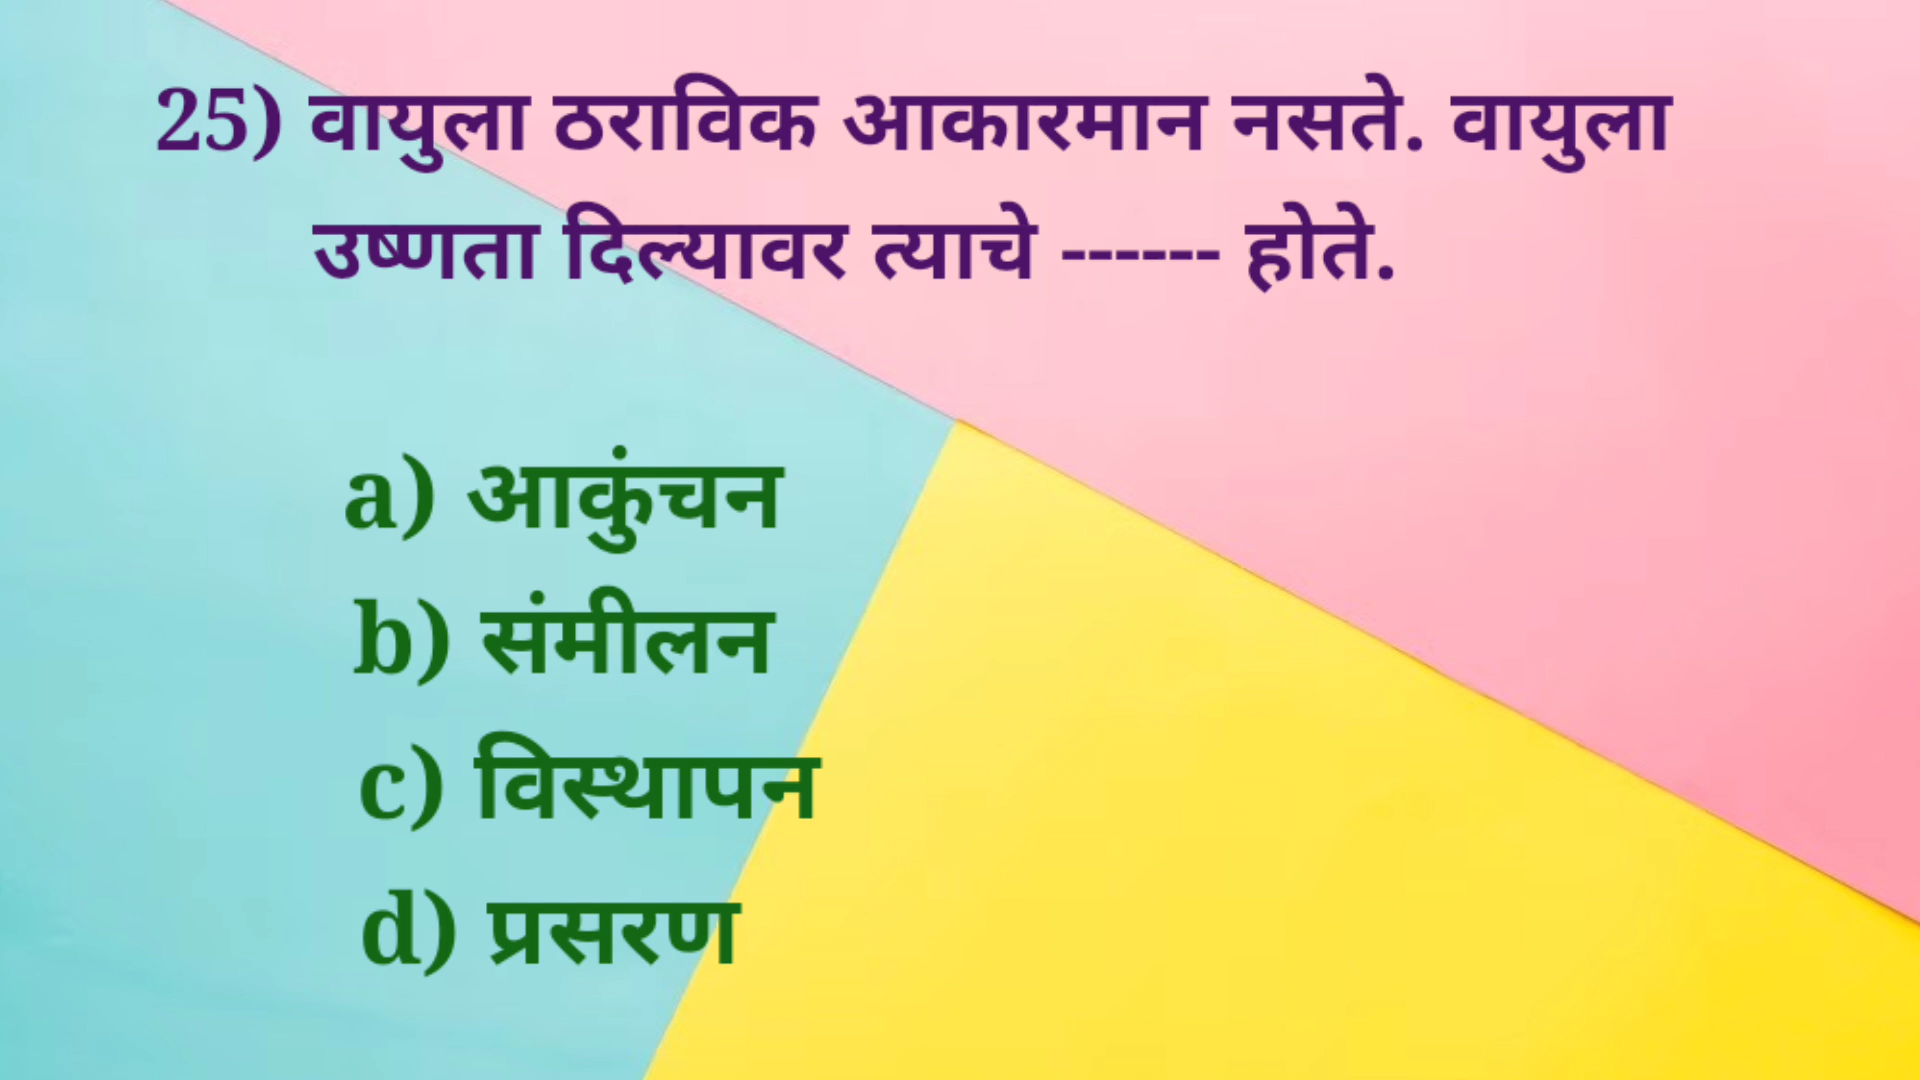 25) वायुला ठराविक आकारमान नसते. वायुला
उष्णता दिल्यावर त्याचे ------ होते.
a) आकुंचन
b) संमीलन
c) विस्थापन
d) प्रसरण